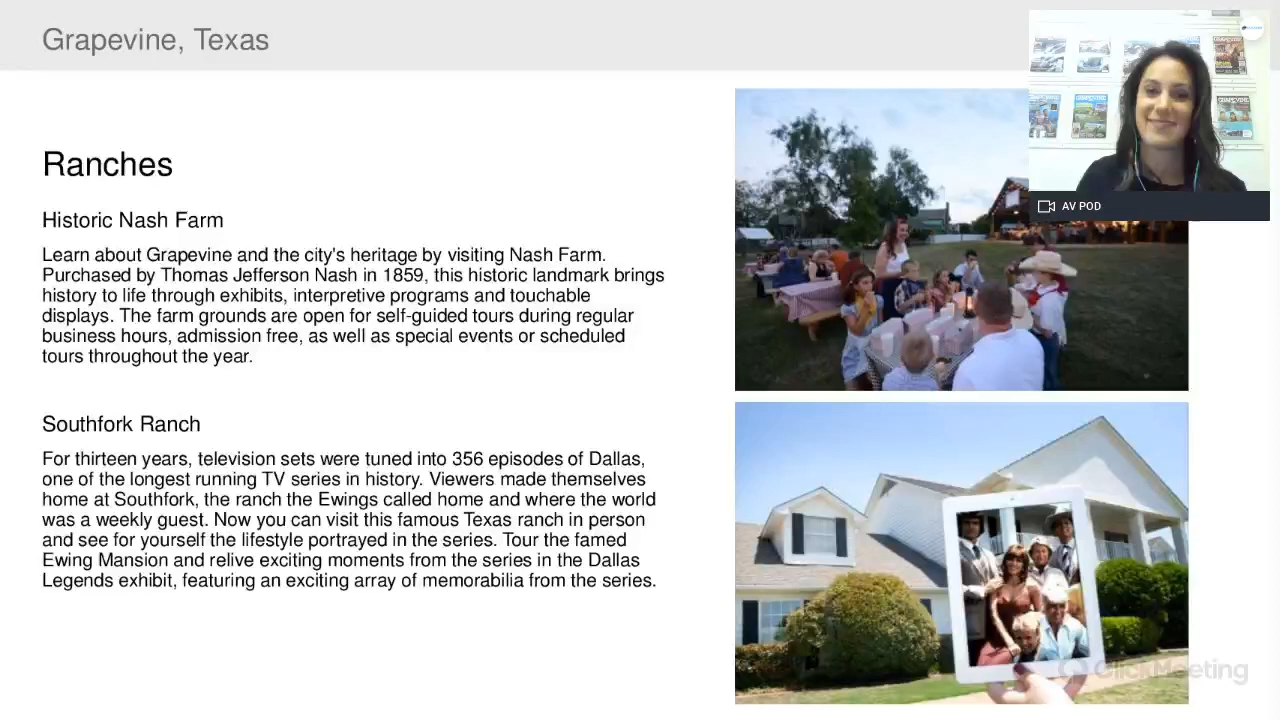 Grapevine, Texas
AV POD
Ranches
Historic Nash Farm
Learn about Grapevine and the city's heritage by visiting Nash Farm.
Purchased by Thomas Jefferson Nash in 1859, this historic landmark brings
history to life through exhibits, interpretive programs and touchable
displays. The farm grounds are open for self-guided tours during regular
business hours, admission free, as well as special events or scheduled
tours throughout the year.
Southfork Ranch
For thirteen years, television sets were tuned into 356 episodes of Dallas,
one of the longest running TV series in history. Viewers made themselves
home at Southfork, the ranch the Ewings called home and where the world
was a weekly guest. Now you can visit this famous Texas ranch in person
and see for yourself the lifestyle portrayed in the series. Tour the famed
Ewing Mansion and relive exciting moments from the series in the Dallas
Legends exhibit, featuring an exciting array of memorabilia from the series.
ClickMeeting